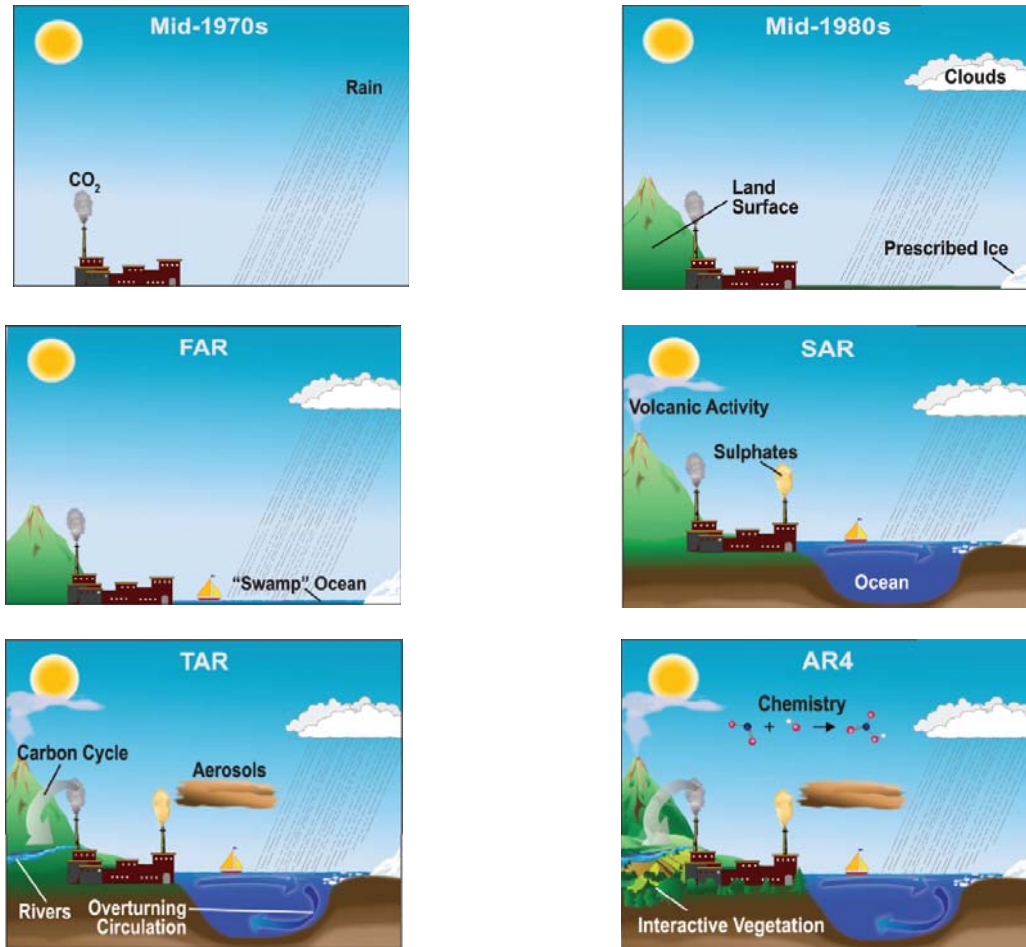 Mid-1970s
Rain
CO₂
Mid-1980s
Clouds
Land
Surface
Prescribed Ice
FAR
"Swamp" Ocean
SAR
Volcanic Activity
Sulphates
Ocean
TAR
Carbon Cycle
Aerosols
Rivers
Overturning
Circulation
AR4
Chemistry
+
Interactive Vegetation